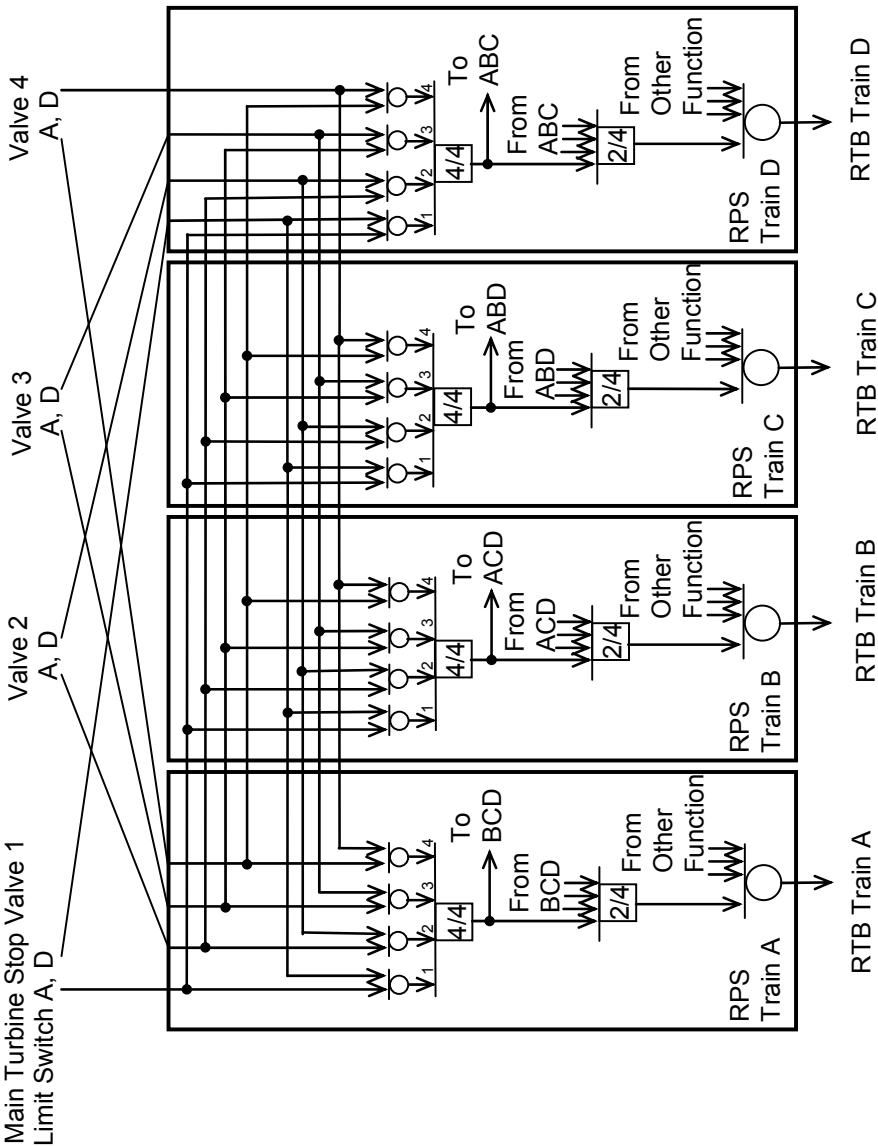 Main Turbine Stop Valve 1
Limit Switch A, D
Valve 2
A, D
Valve 3
A, D
Valve 4
A, D
1
2
3
4
4/4
To
BCD
From
BCD
2/4
From
Other
Function
RPS
Train A
RTB Train A
1
2
3
4
4/4
To
ACD
From
ACD
2/4
From
Other
Function
RPS
Train B
RTB Train B
1
2
3
4
4/4
To
ABD
From
ABD
2/4
From
Other
Function
RPS
Train C
RTB Train C
1
2
3
4
4/4
To
ABC
From
ABC
2/4
From
Other
Function
RPS
Train D
RTB Train D